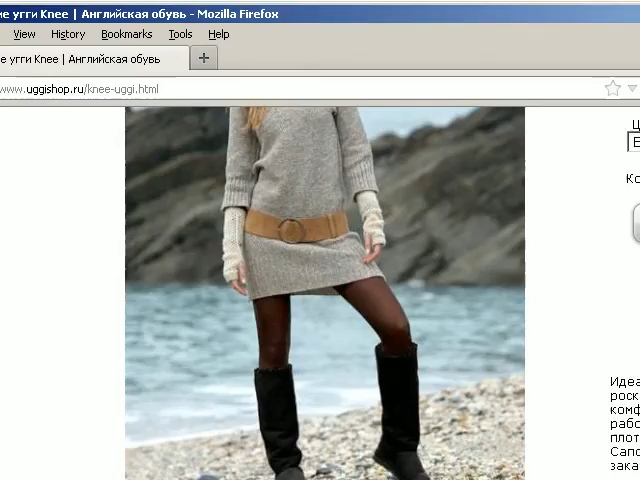 ие угги Knee | Английская обувь - Mozilla Firefox
View History Bookmarks Tools Help
е угги Knee | Английская обувь +
www.uggishop.ru/knee-uggi.html
Ц
Е
Ко
Идеа
роск
комф
рабо
плот
Сапо
зака